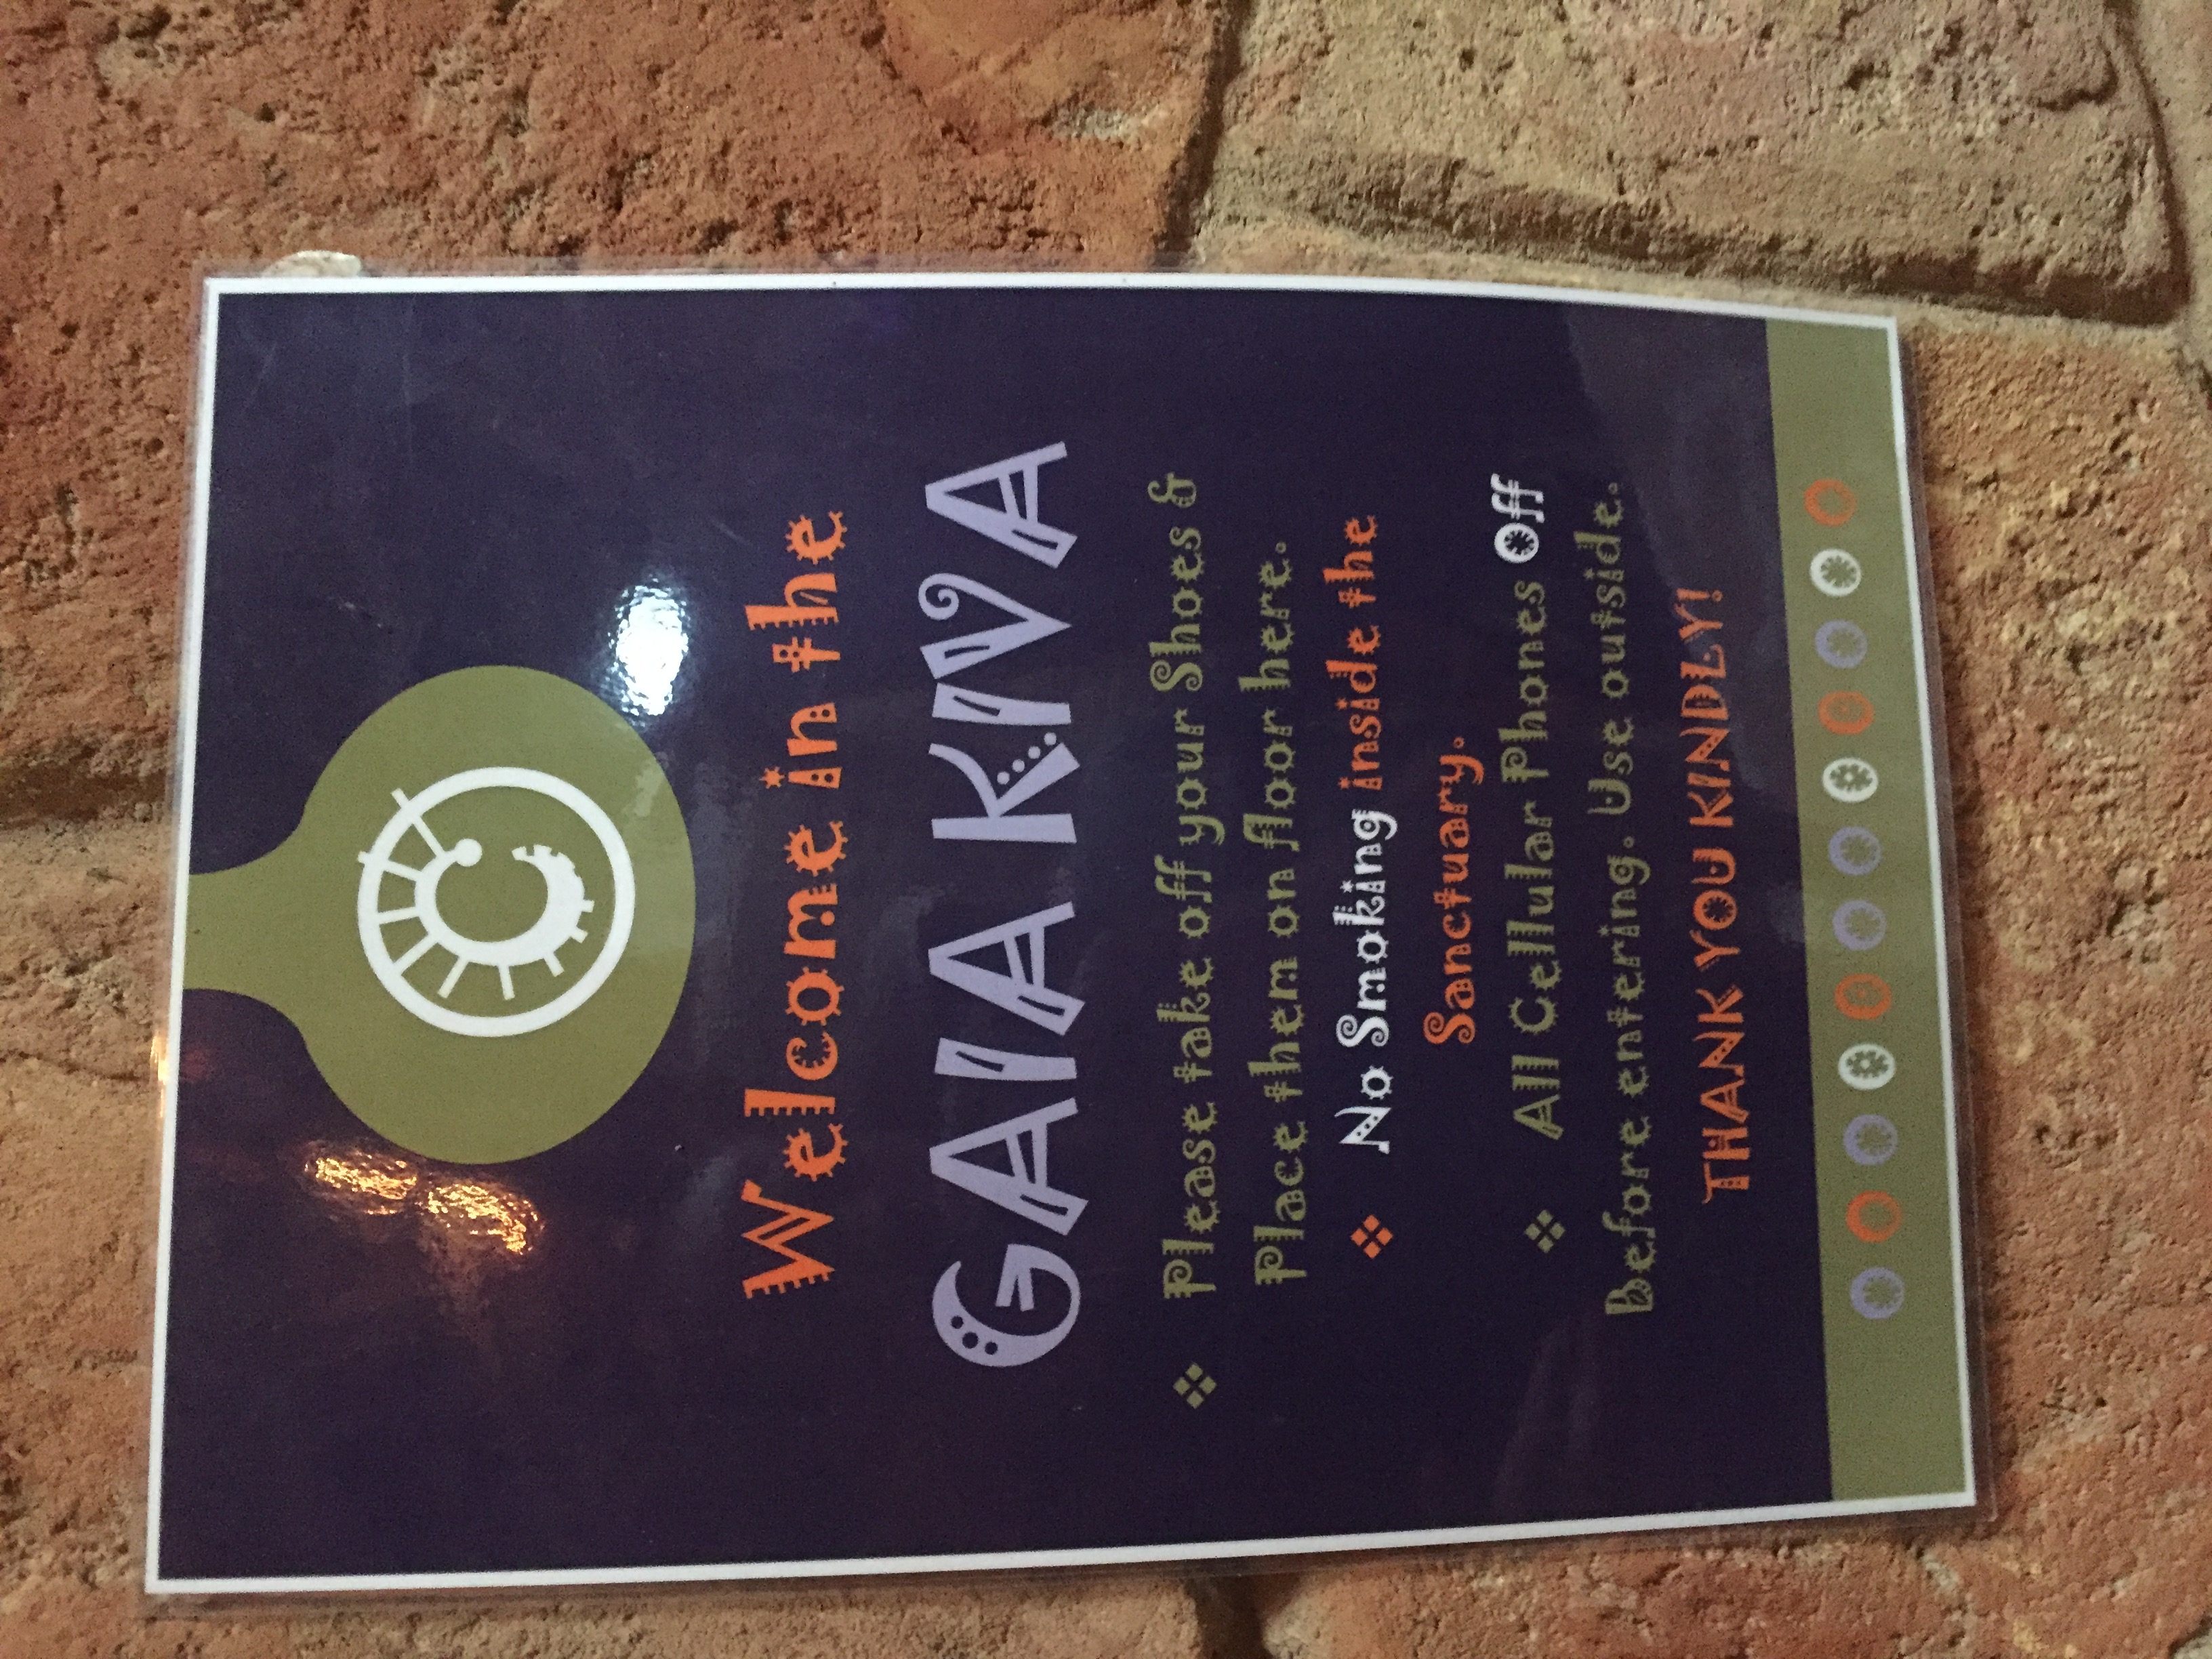 C
Welcome in the
GAIA KIVA
❖ Please take off your Shoes &
Place them on floor here.
❖ No Smoking inside the
Sanctuary.
❖ All Cellular Phones Off
Before entering. Use outside.
THANK YOU KINDLY!